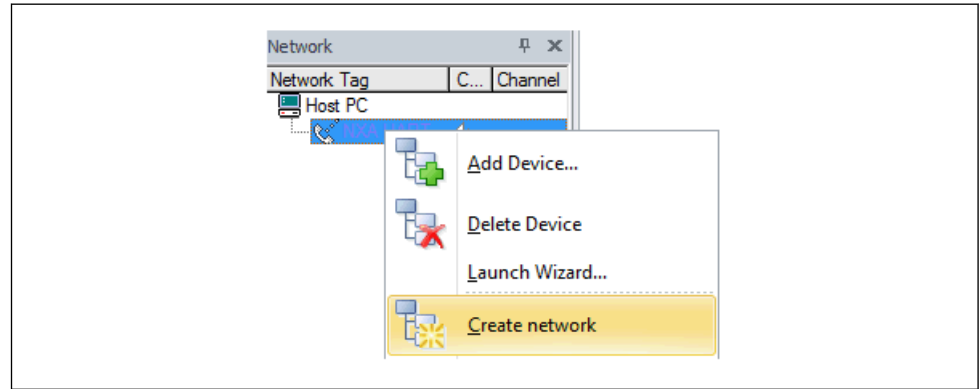 Network
Network Tag C... Channel
Host PC
Add Device...
Delete Device
Launch Wizard...
Create network